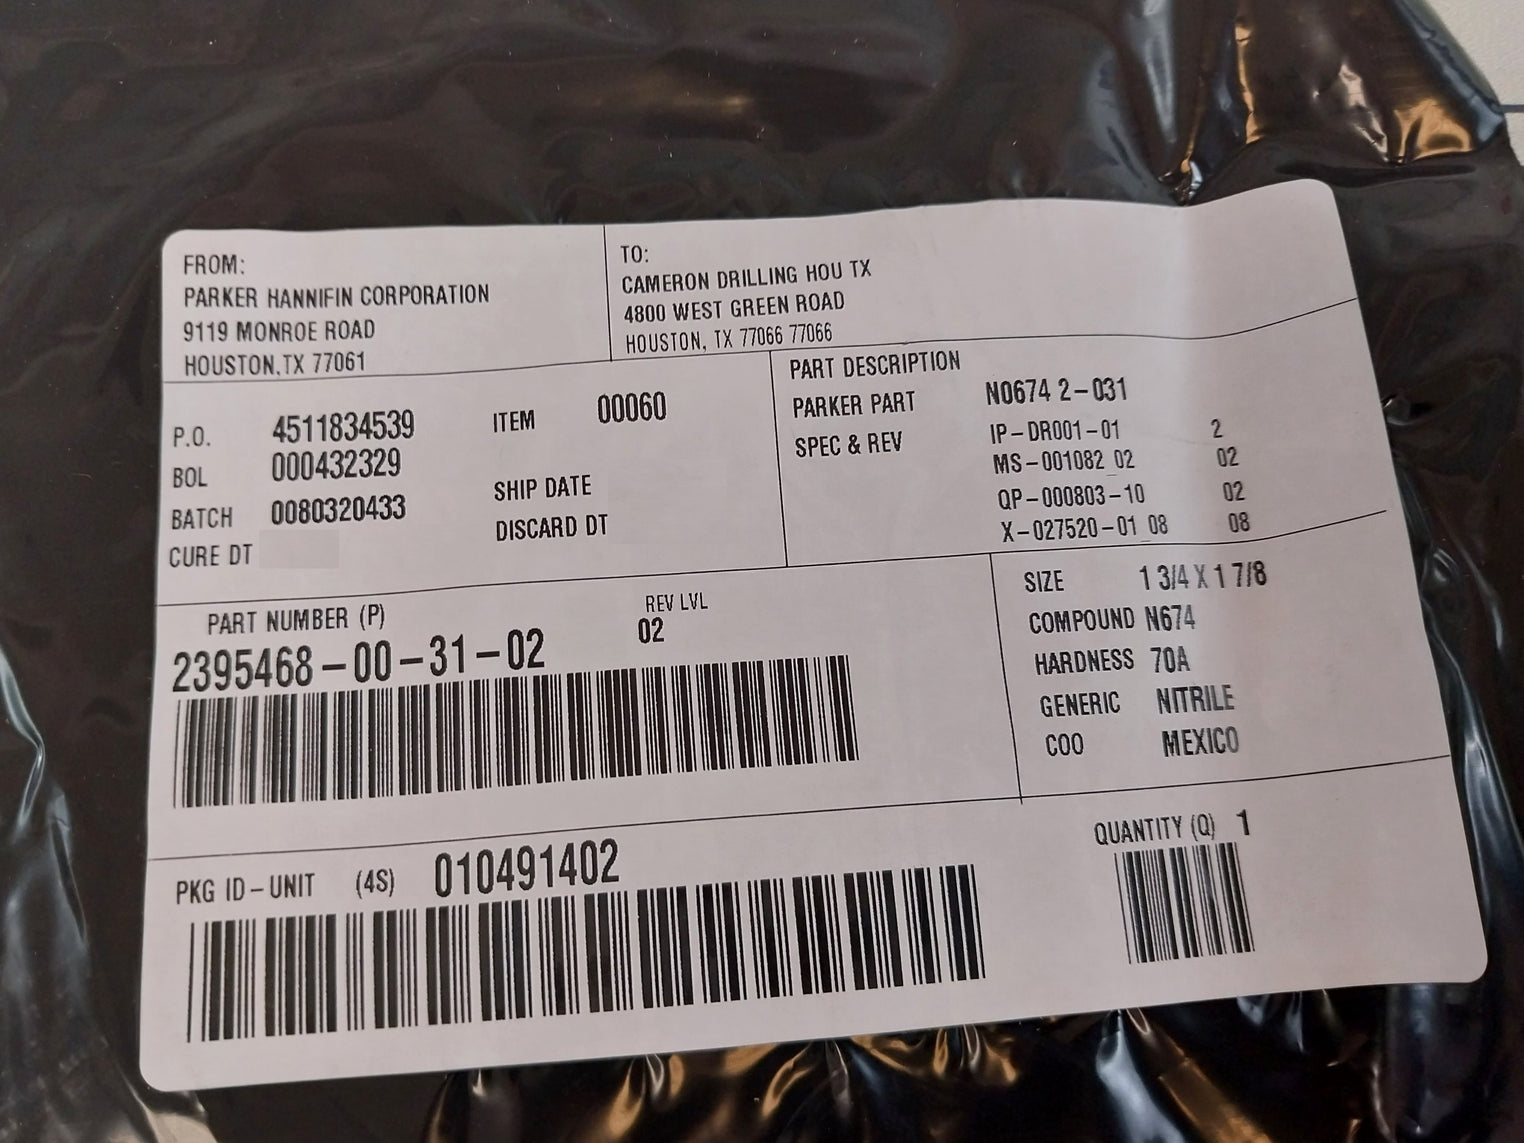 FROM:
PARKER HANNIFIN CORPORATION
9119 MONROE ROAD
HOUSTON,TX 77061
TO:
CAMERON DRILLING HOU TX
4800 WEST GREEN ROAD
HOUSTON, TX 77066 77066
P.O. 4511834539 ITEM 00060
BOL 000432329
SHIP DATE
BATCH 0080320433
DISCARD DT
CURE DT
PART DESCRIPTION
PARKER PART N0674 2-031
SPEC & REV IP-DR001-01 2
MS-001082 02 02
QP-000803-10 02
X-027520-01 08 08
PART NUMBER (P) REV LVL
2395468-00-31-02 02
SIZE 1 3/4 X 1 7/8
COMPOUND N674
HARDNESS 70A
GENERIC NITRILE
COO MEXICO
PKG ID-UNIT (4S) 010491402
QUANTITY (Q) 1